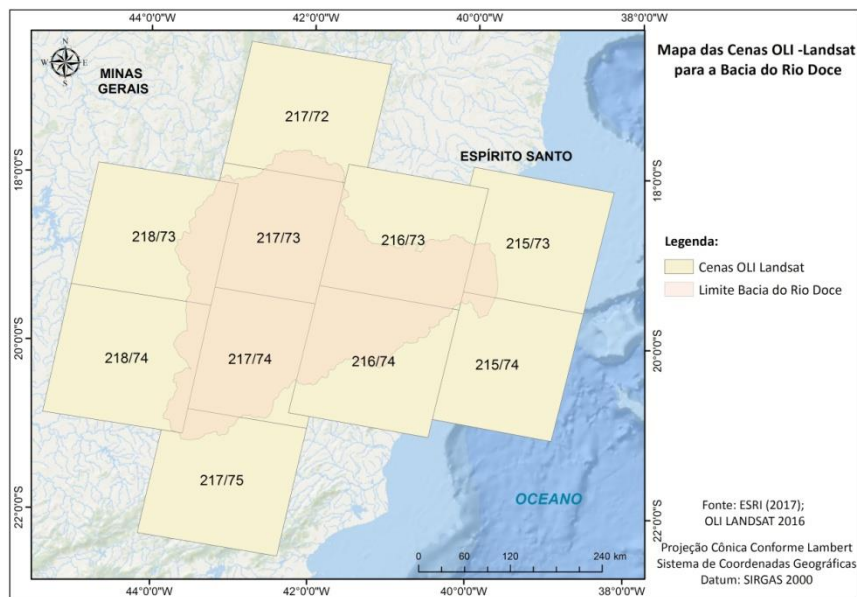 44°0'0"W 42°0'0"W 40°0'0"W 38°0'0"W
Mapa das Cenas OLI -Landsat
para a Bacia do Rio Doce
N
W E
S
MINAS
GERAIS
217/72
ESPÍRITO SANTO
18°0'0"S 18°0'0"S
218/73 217/73 216/73 215/73
Legenda:
Cenas OLI Landsat
Limite Bacia do Rio Doce
20°0'0"S 20°0'0"S
218/74 217/74 216/74 215/74
217/75
OCEANO
22°0'0"S 22°0'0"S
Fonte: ESRI (2017);
OLI LANDSAT 2016
0 60 120 240 km
Projeção Cônica Conforme Lambert
Sistema de Coordenadas Geográficas
Datum: SIRGAS 2000
44°0'0"W 42°0'0"W 40°0'0"W 38°0'0"W